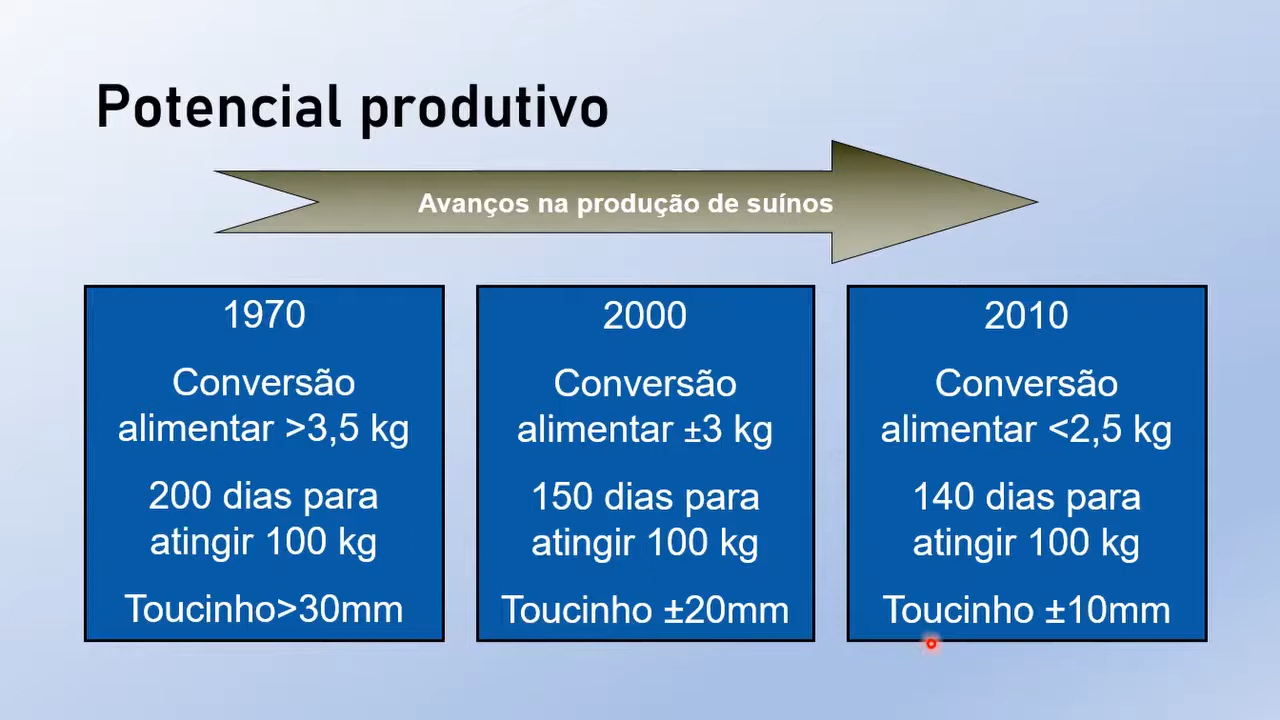 Potencial produtivo
Avanços na produção de suínos
1970
Conversão
alimentar >3,5 kg
200 dias para
atingir 100 kg
Toucinho>30mm
2000
Conversão
alimentar ±3 kg
150 dias para
atingir 100 kg
Toucinho ±20mm
2010
Conversão
alimentar <2,5 kg
140 dias para
atingir 100 kg
Toucinho ±10mm